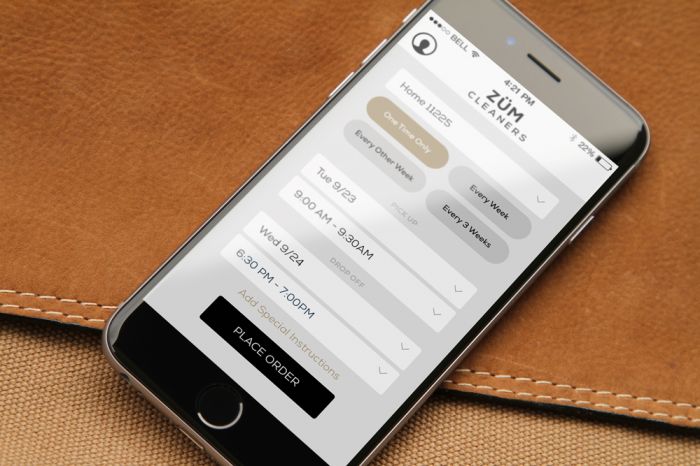 BELL
4:21 PM
22%
ZÜM
CLEANERS
Home 11225
One Time Only
Every Week
Every Other Week
Every 3 Weeks
PICK UP
Tue 9/23
9:00 AM - 9:30AM
DROP OFF
Wed 9/24
6:30 PM - 7:00PM
Add Special Instructions
PLACE ORDER